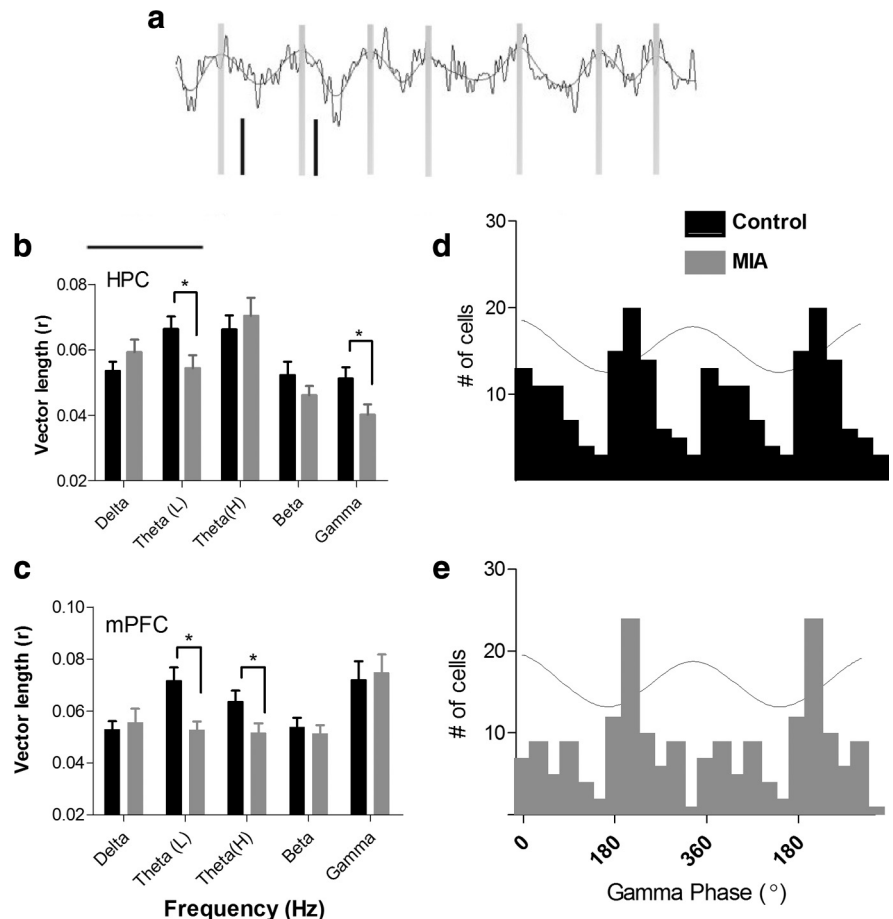 a
b
HPC
Vector length (r)
0.08
0.06
0.04
0.02
*
*
Delta
Theta (L)
Theta(H)
Beta
Gamma
c
mPFC
Vector length (r)
0.10
0.08
0.06
0.04
0.02
*
*
Delta
Theta (L)
Theta(H)
Beta
Gamma
Frequency (Hz)
d
Control
MIA
# of cells
30
20
10
e
# of cells
30
20
10
0
180
360
180
Gamma Phase (°)